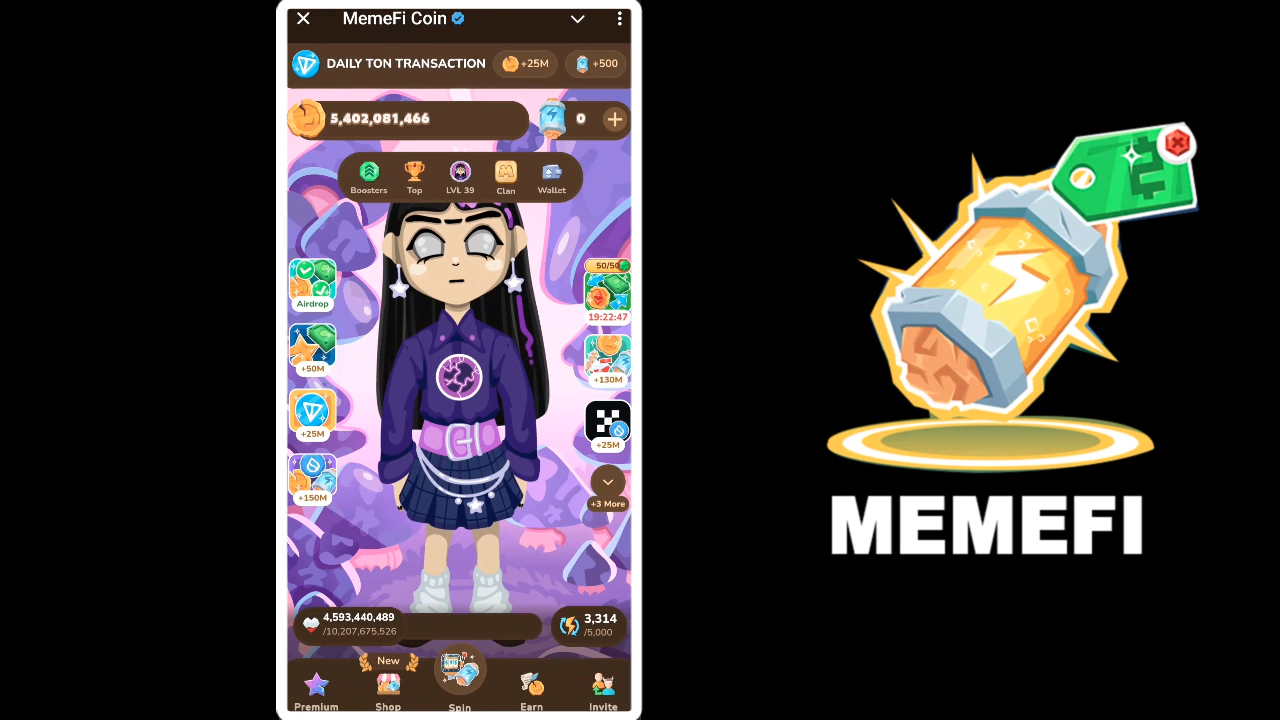 MemeFi Coin
DAILY TON TRANSACTION +25M +500
5,402,081,466 0
Boosters Top LVL 39 Clan Wallet
50/50
Airdrop
19:22:47
+50M
+130M
+25M
+25M
+150M
+3 More
4,593,440,489
/10,207,675,526
3,314
/5,000
New
Premium Shop Spin Earn Invite
MEMEFI